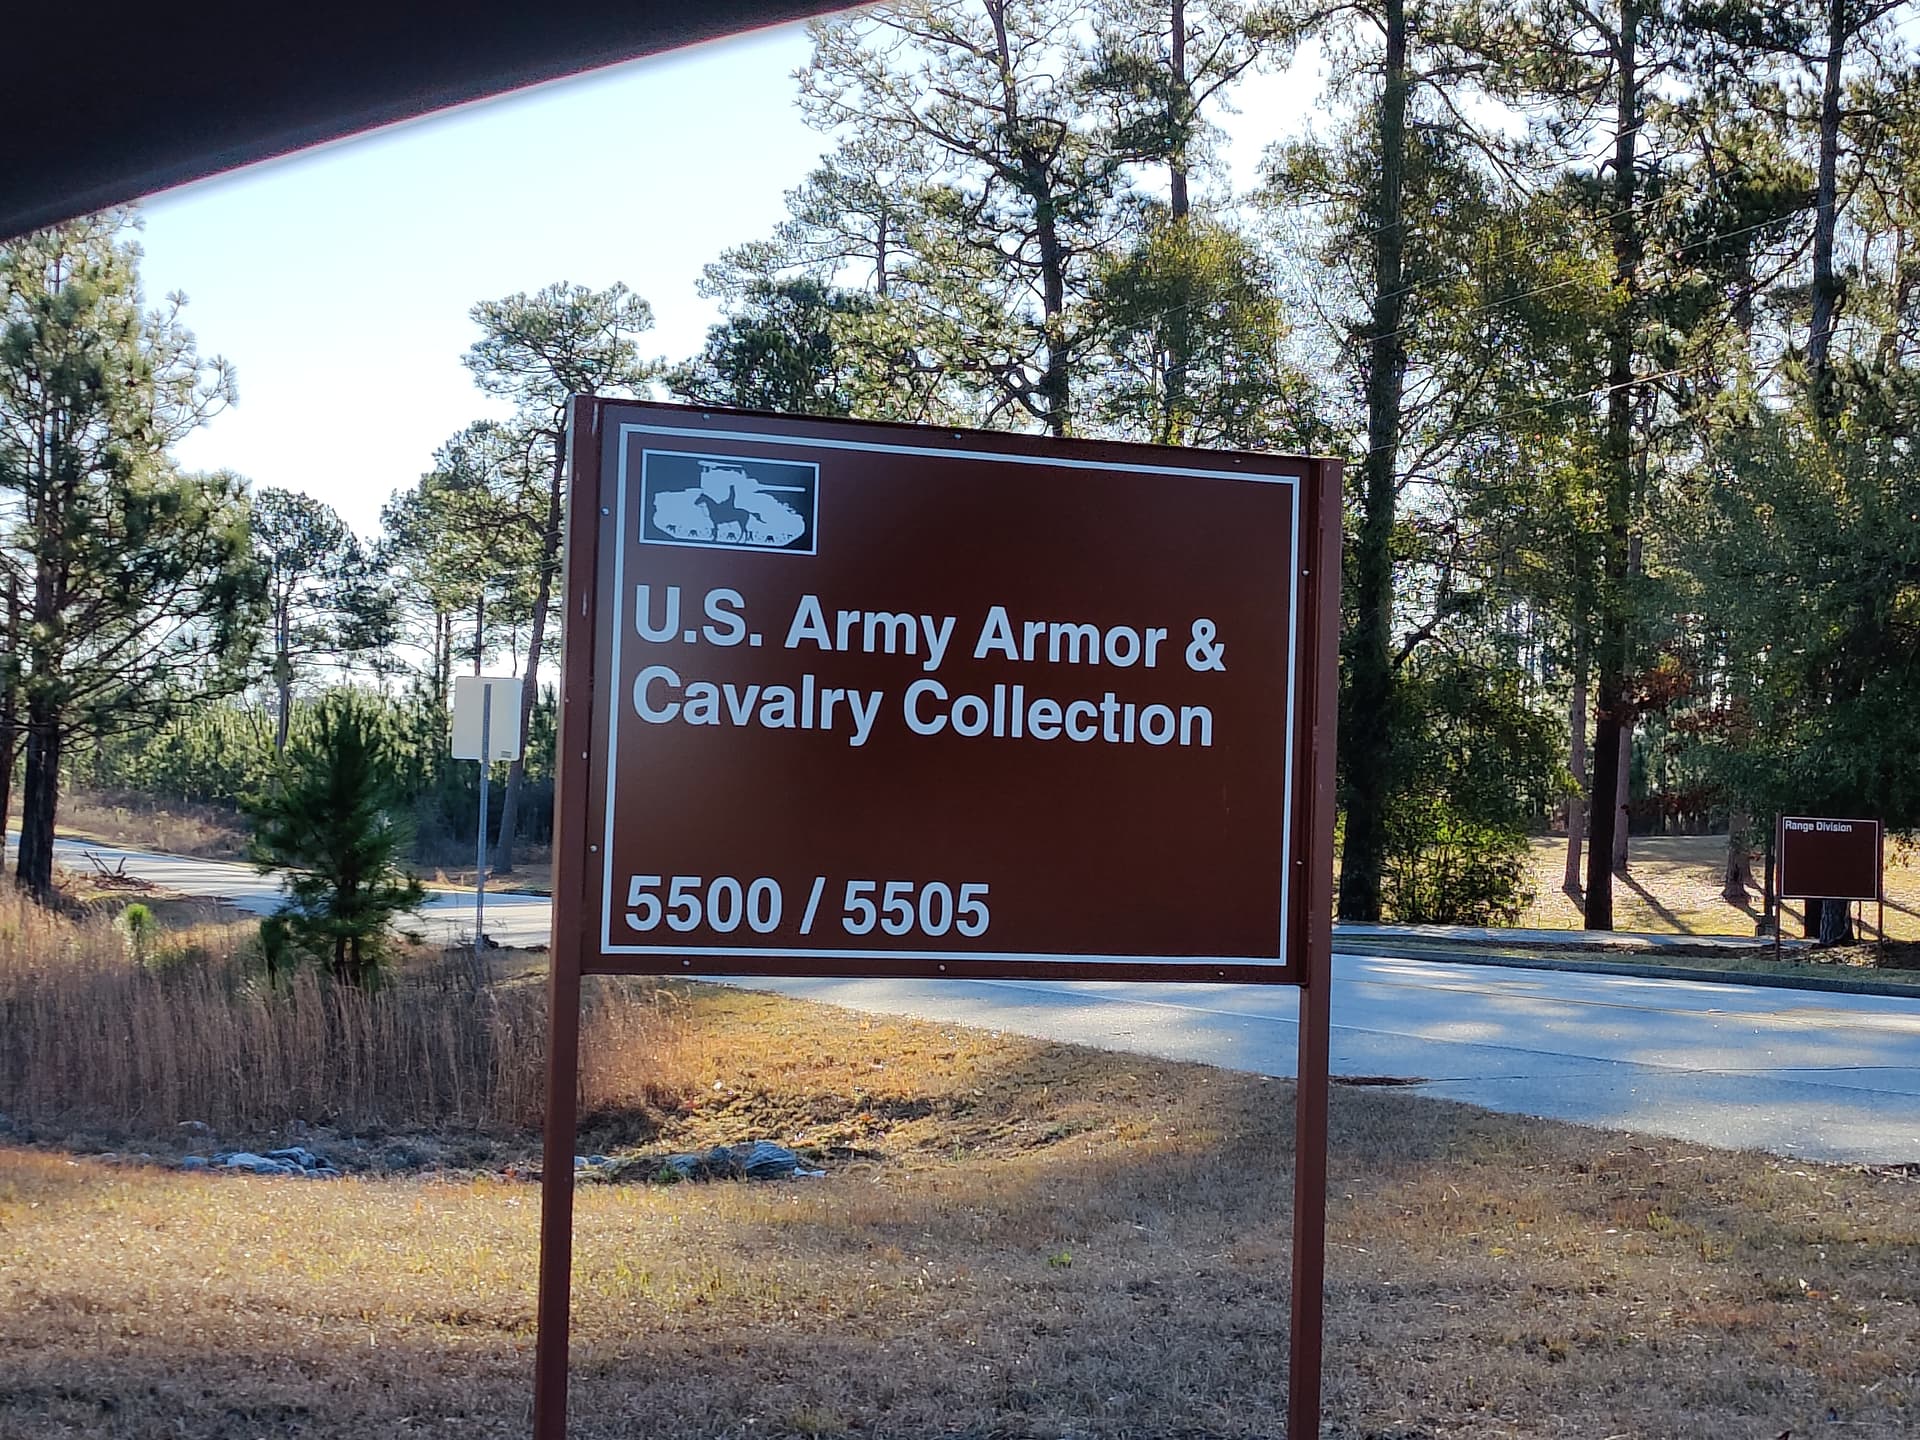 U.S. Army Armor &
Cavalry Collection
5500 / 5505
Range Division